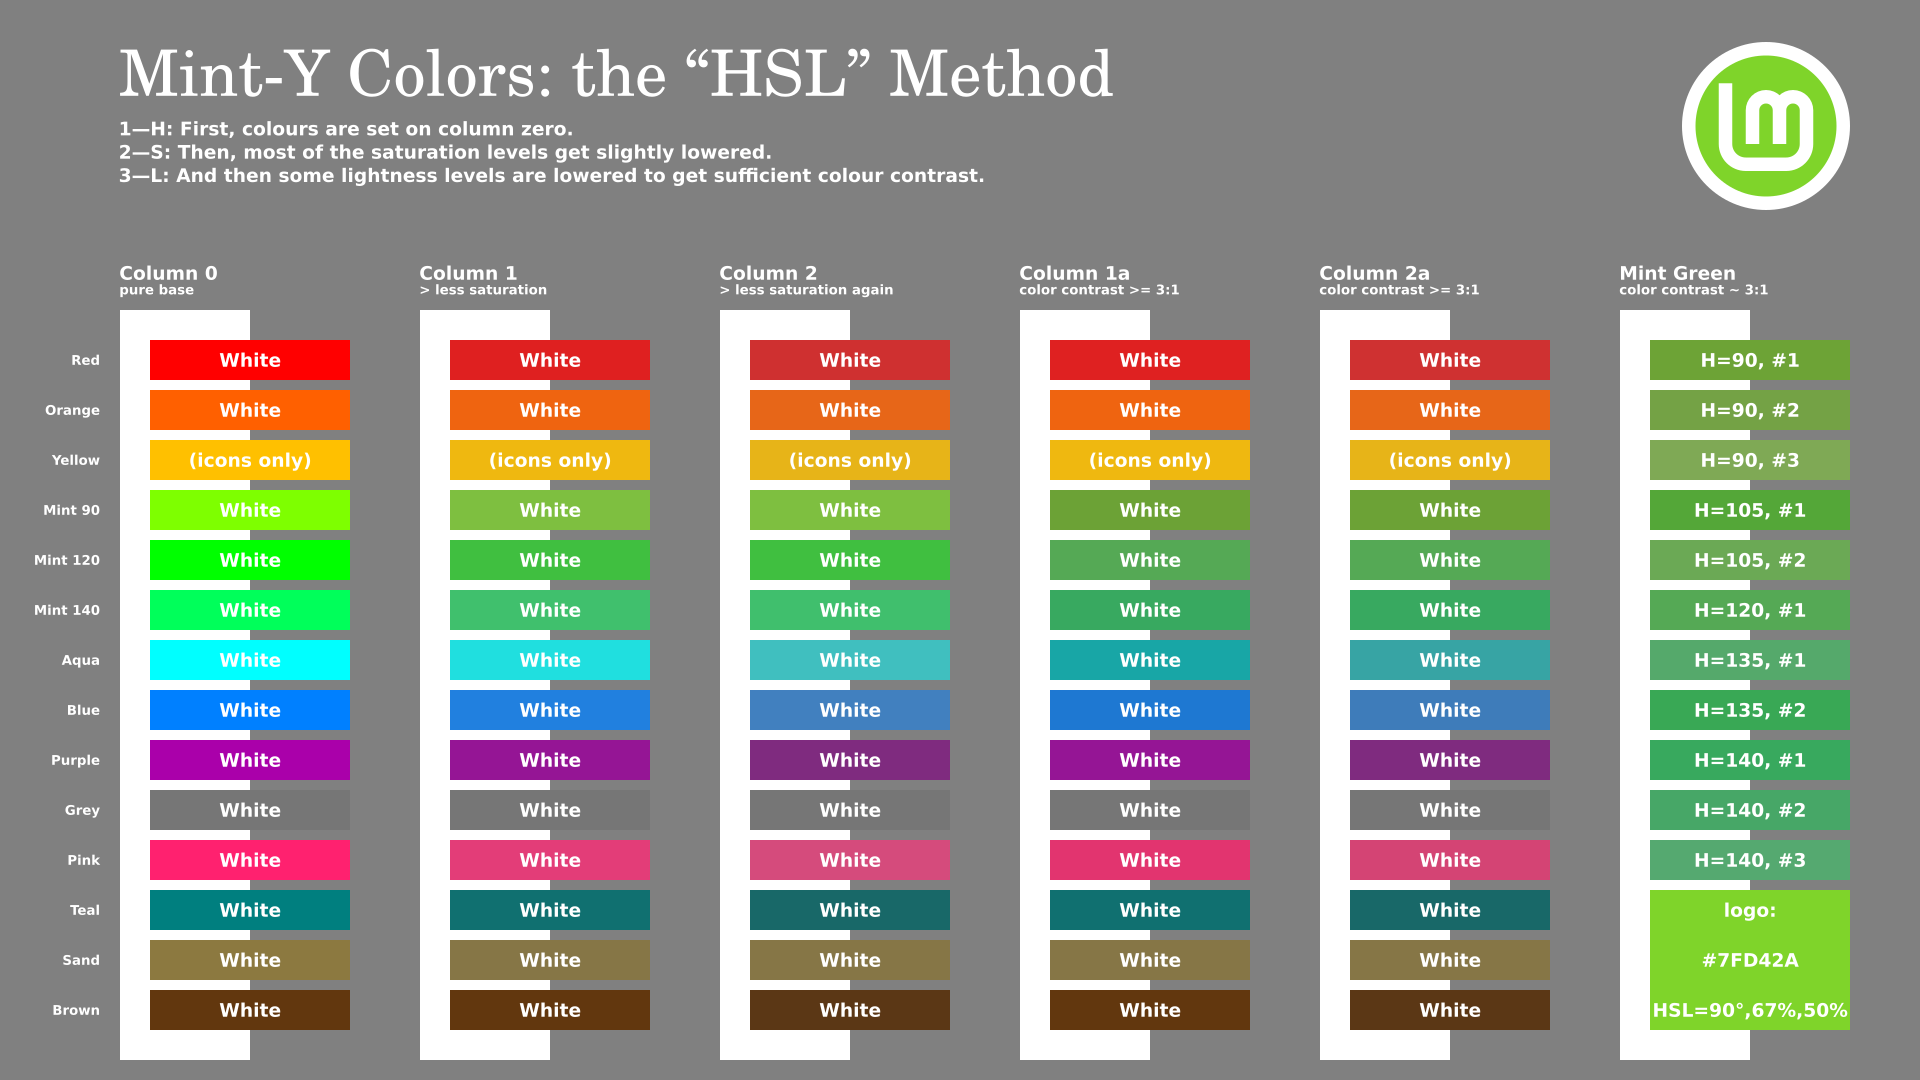 Mint-Y Colors: the “HSL” Method
1—H: First, colours are set on column zero.
2—S: Then, most of the saturation levels get slightly lowered.
3—L: And then some lightness levels are lowered to get sufficient colour contrast.
lm
Column 0 Column 1 Column 2 Column 1a Column 2a Mint Green
pure base > less saturation > less saturation again color contrast >= 3:1 color contrast >= 3:1 color contrast ~ 3:1
Red White White White White White H=90, #1
Orange White White White White White H=90, #2
Yellow (icons only) (icons only) (icons only) (icons only) (icons only) H=90, #3
Mint 90 White White White White White H=105, #1
Mint 120 White White White White White H=105, #2
Mint 140 White White White White White H=120, #1
Aqua White White White White White H=135, #1
Blue White White White White White H=135, #2
Purple White White White White White H=140, #1
Grey White White White White White H=140, #2
Pink White White White White White H=140, #3
Teal White White White White White logo:
Sand White White White White White #7FD42A
Brown White White White White White HSL=90°,67%,50%